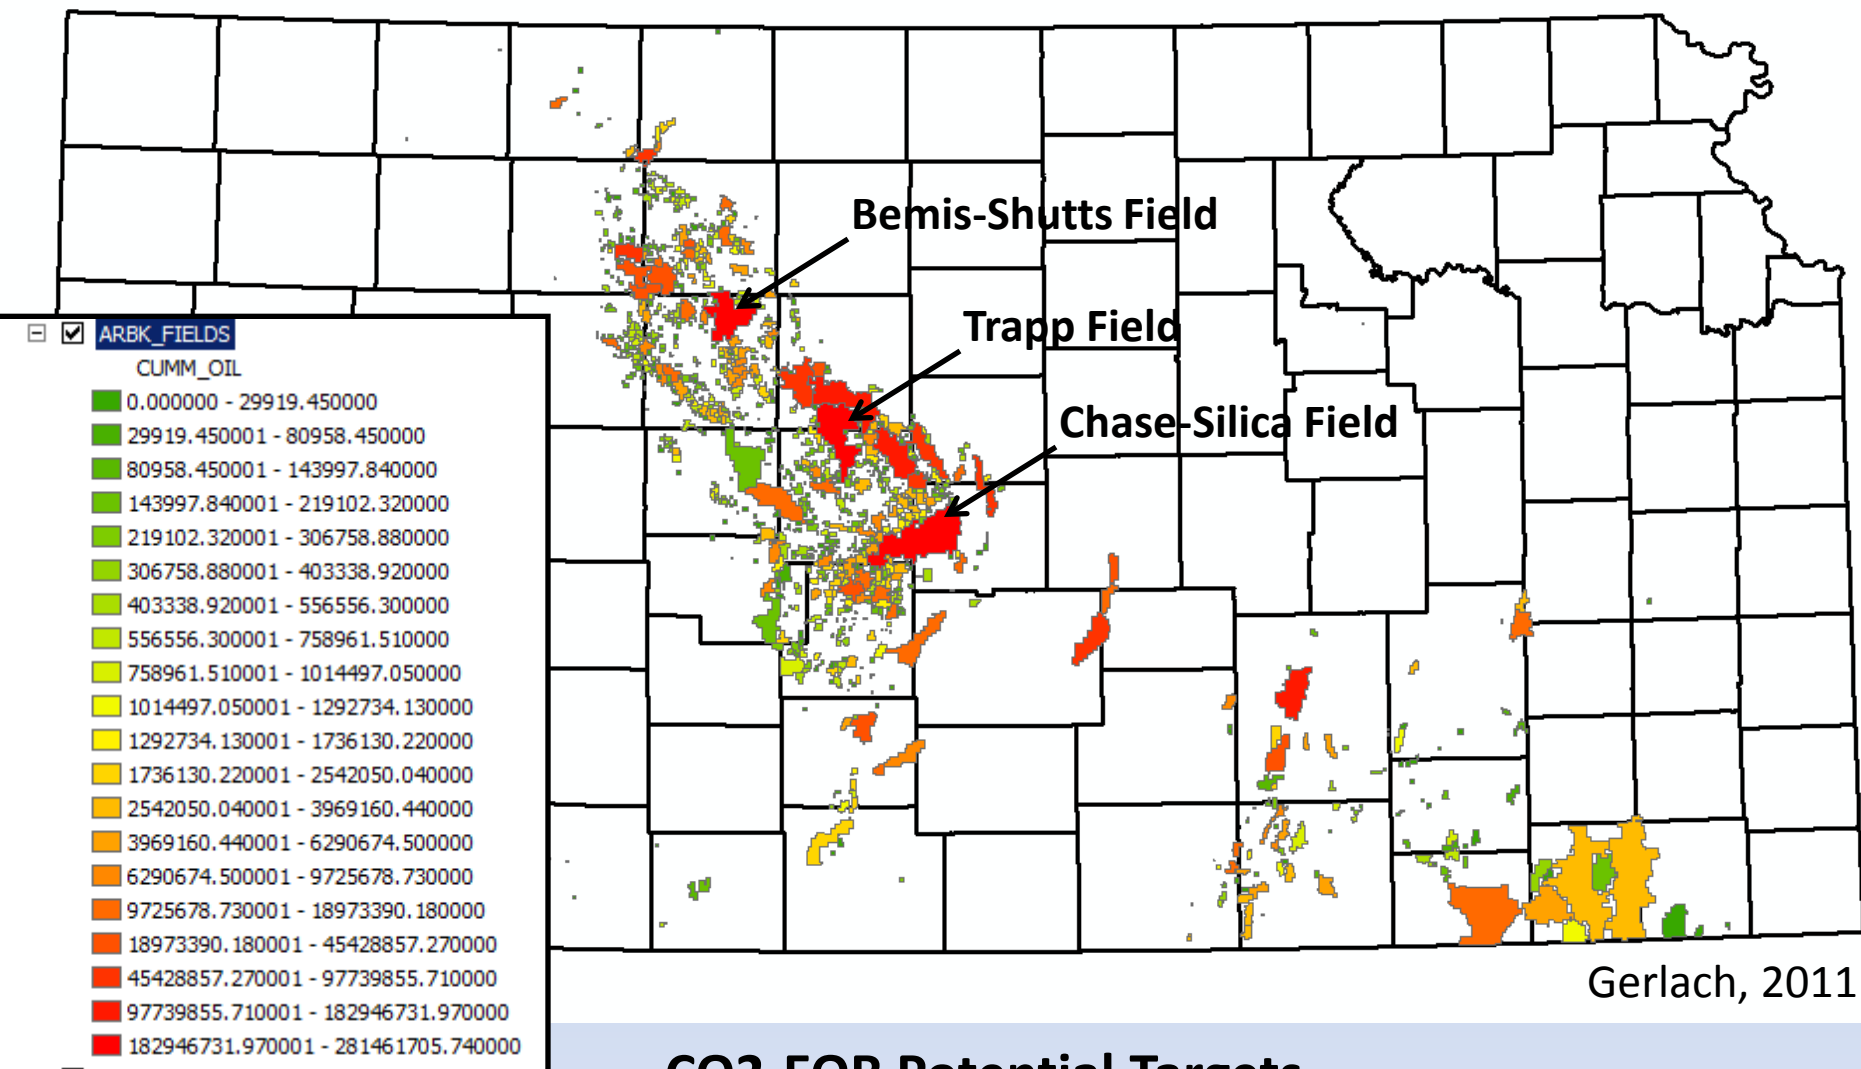 Bemis-Shutts Field
Trapp Field
Chase-Silica Field
ARBK_FIELDS
CUMM_OIL
0.000000 - 29919.450000
29919.450001 - 80958.450000
80958.450001 - 143997.840000
143997.840001 - 219102.320000
219102.320001 - 306758.880000
306758.880001 - 403338.920000
403338.920001 - 556556.300000
556556.300001 - 758961.510000
758961.510001 - 1014497.050000
1014497.050001 - 1292734.130000
1292734.130001 - 1736130.220000
1736130.220001 - 2542050.040000
2542050.040001 - 3969160.440000
3969160.440001 - 6290674.500000
6290674.500001 - 9725678.730000
9725678.730001 - 18973390.180000
18973390.180001 - 45428857.270000
45428857.270001 - 97739855.710000
97739855.710001 - 182946731.970000
182946731.970001 - 281461705.740000
Gerlach, 2011
CO2-EOR Potential Targets